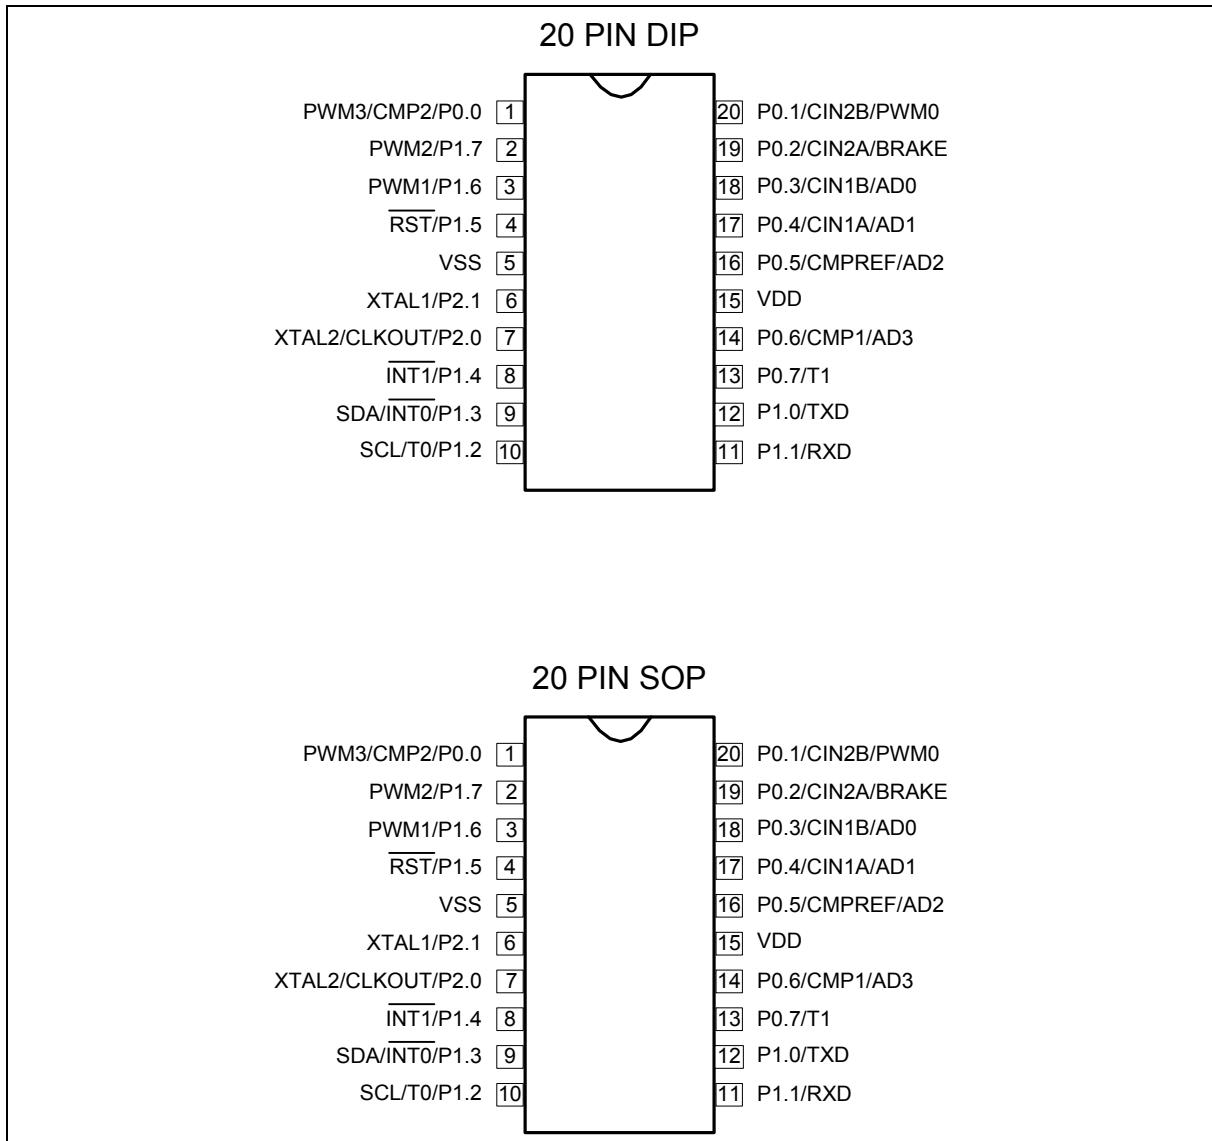 20 PIN DIP
PWM3/CMP2/P0.0 1 20 P0.1/CIN2B/PWM0
PWM2/P1.7 2 19 P0.2/CIN2A/BRAKE
PWM1/P1.6 3 18 P0.3/CIN1B/AD0
RST/P1.5 4 17 P0.4/CIN1A/AD1
VSS 5 16 P0.5/CMPREF/AD2
XTAL1/P2.1 6 15 VDD
XTAL2/CLKOUT/P2.0 7 14 P0.6/CMP1/AD3
INT1/P1.4 8 13 P0.7/T1
SDA/INT0/P1.3 9 12 P1.0/TXD
SCL/T0/P1.2 10 11 P1.1/RXD
20 PIN SOP
PWM3/CMP2/P0.0 1 20 P0.1/CIN2B/PWM0
PWM2/P1.7 2 19 P0.2/CIN2A/BRAKE
PWM1/P1.6 3 18 P0.3/CIN1B/AD0
RST/P1.5 4 17 P0.4/CIN1A/AD1
VSS 5 16 P0.5/CMPREF/AD2
XTAL1/P2.1 6 15 VDD
XTAL2/CLKOUT/P2.0 7 14 P0.6/CMP1/AD3
INT1/P1.4 8 13 P0.7/T1
SDA/INT0/P1.3 9 12 P1.0/TXD
SCL/T0/P1.2 10 11 P1.1/RXD